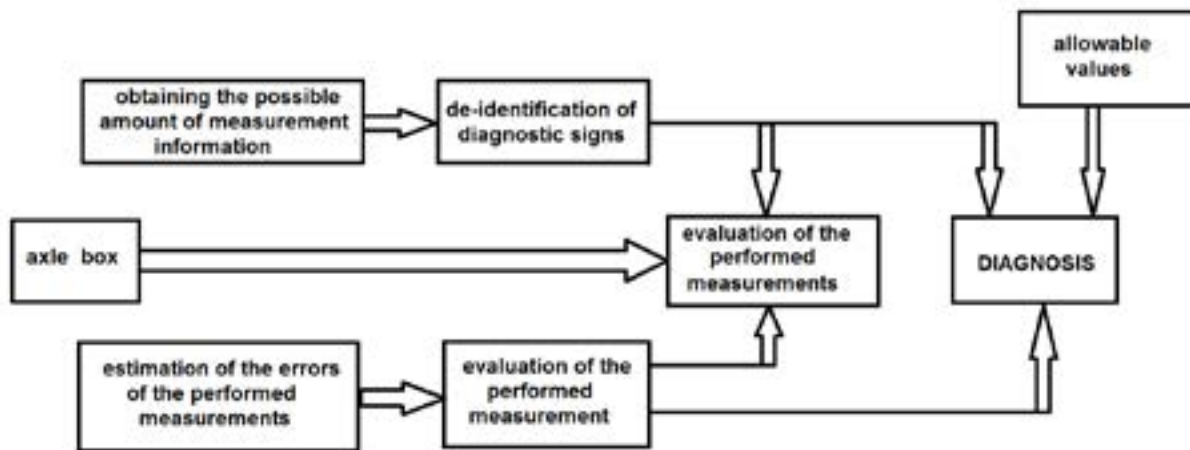 allowable
values
obtaining the possible
amount of measurement
information
de-identification of
diagnostic signs
axle box
evaluation of the
performed
measurements
DIAGNOSIS
estimation of the errors
of the performed
measurements
evaluation of the
performed
measurement